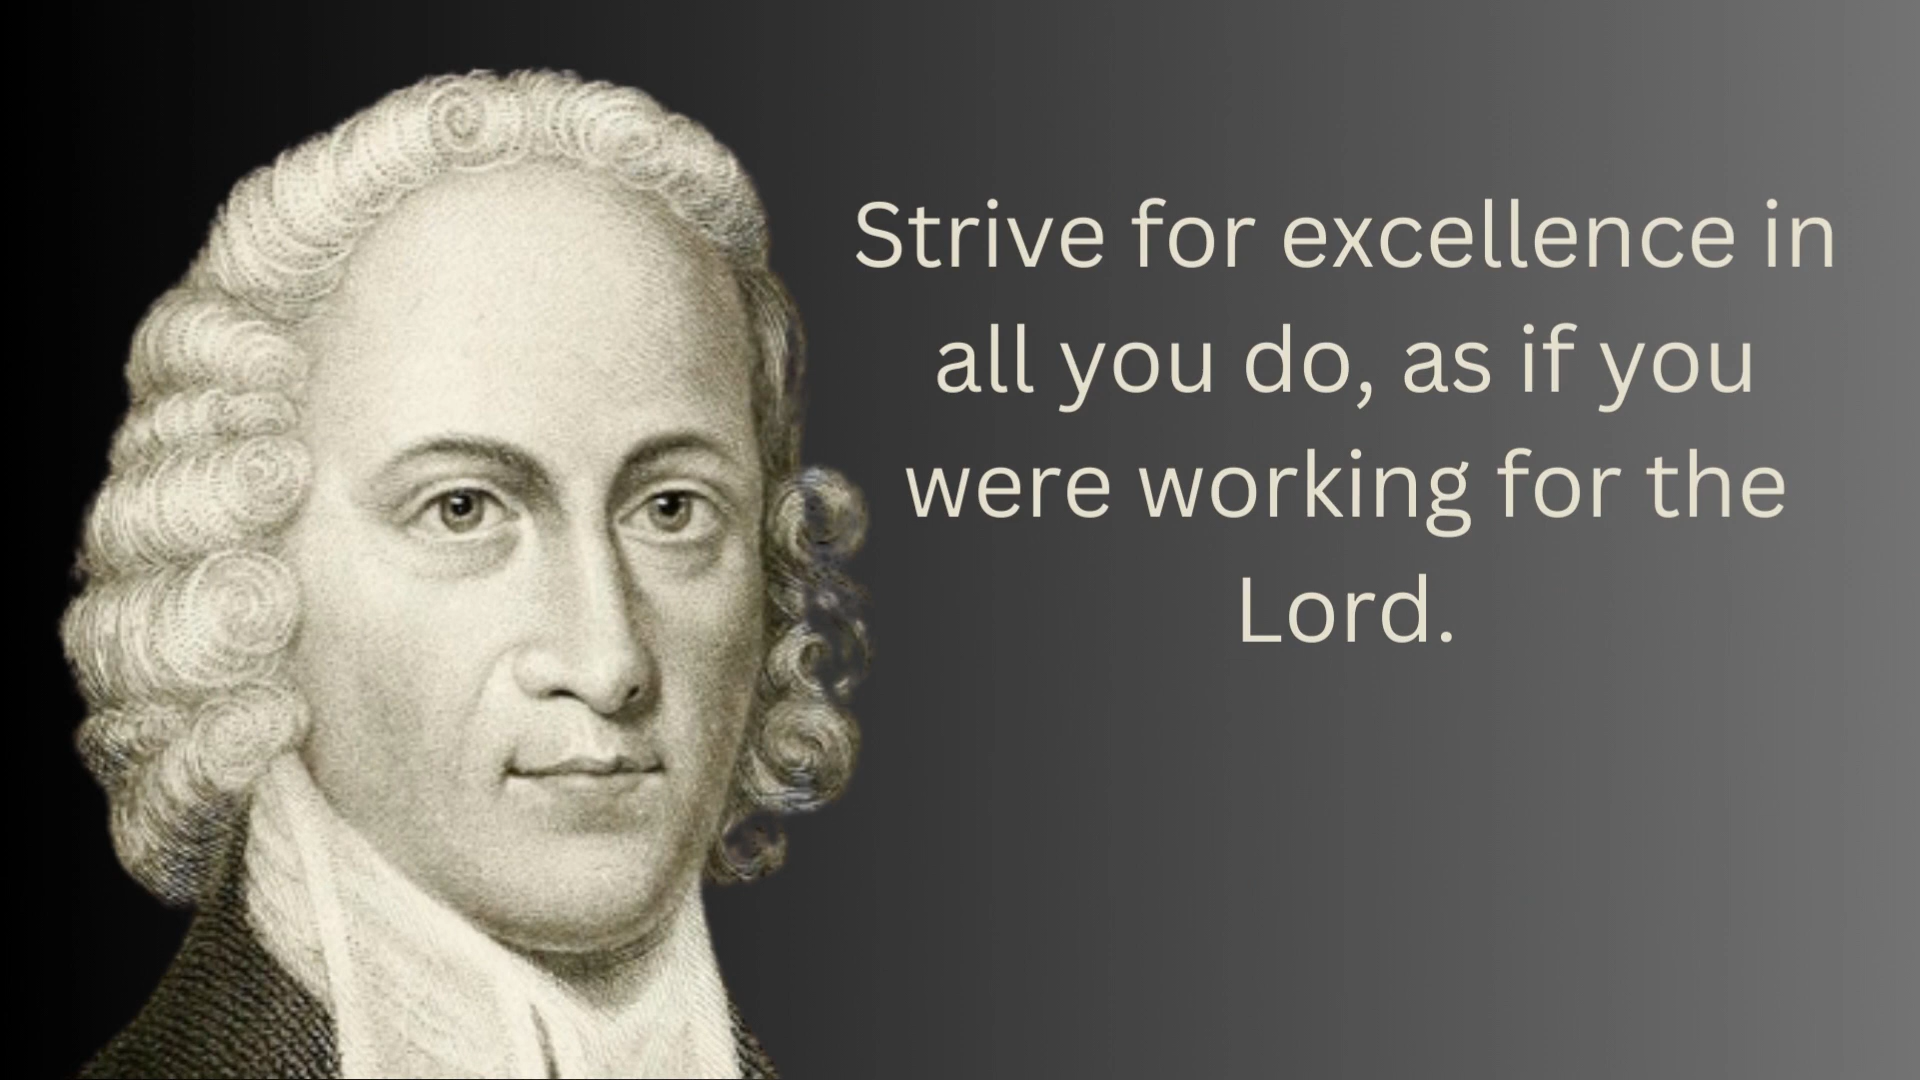 Strive for excellence in
all you do, as if you
were working for the
Lord.